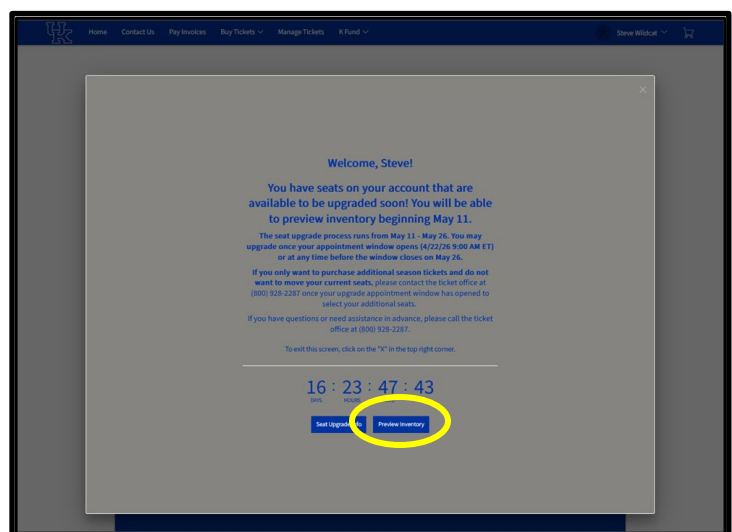 UK
Home Contact Us Pay Invoices Buy Tickets Manage Tickets K Fund Steve Wildcat
Welcome, Steve!
You have seats on your account that are
available to be upgraded soon! You will be able
to preview inventory beginning May 11.
The seat upgrade process runs from May 11 - May 26. You may
upgrade once your appointment window opens (4/22/26 9:00 AM ET)
or at any time before the window closes on May 26.
If you only want to purchase additional season tickets and do not
want to move your current seats, please contact the ticket office at
(800) 928-2287 once your upgrade appointment window has opened to
select your additional seats.
If you have questions or need assistance in advance, please call the ticket
office at (800) 928-2287.
To exit this screen, click on the "X" in the top right corner.
16 : 23 : 47 : 43
DAYS HOURS
Seat Upgrade Info Preview Inventory